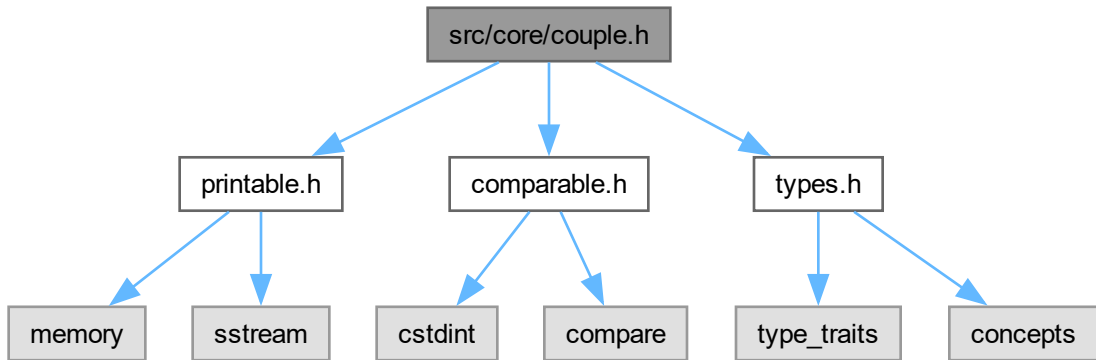 src/core/couple.h
printable.h
comparable.h
types.h
memory
sstream
cstdint
compare
type_traits
concepts